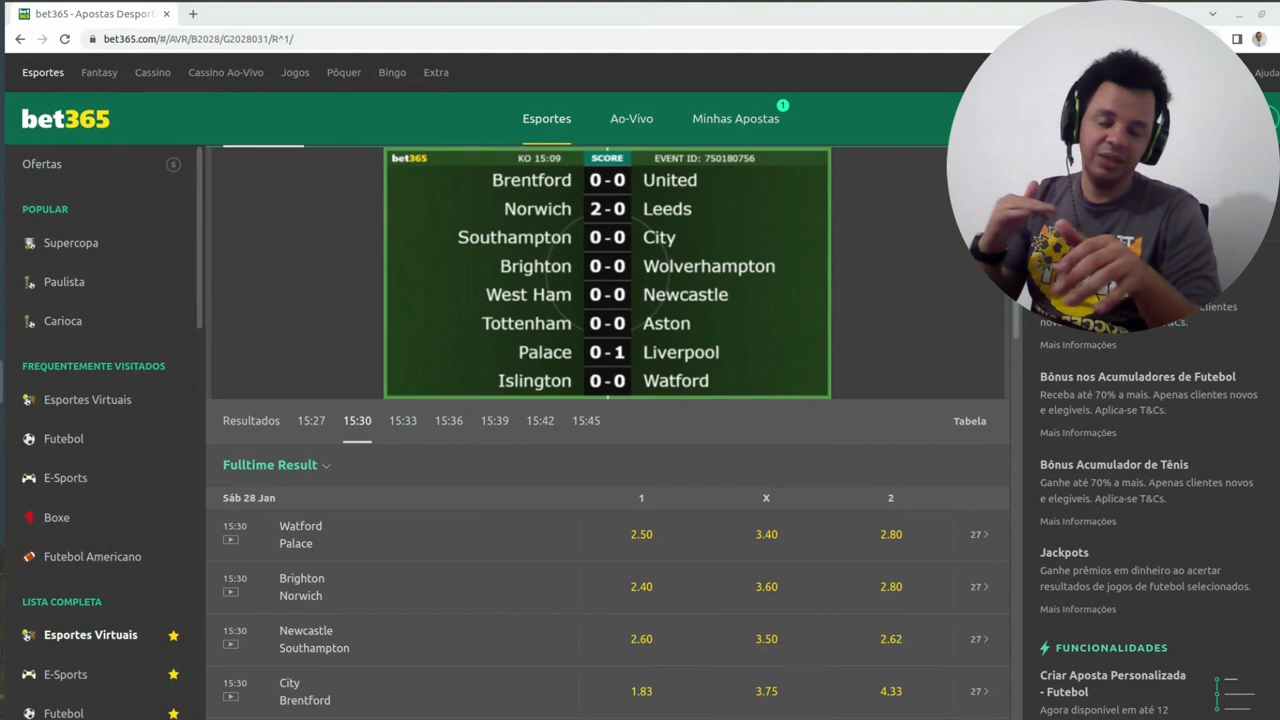 bet365 - Apostas Desport
bet365.com/#/AVR/B2028/G2028031/R^1/
Esportes
Fantasy
Cassino
Cassino Ao-Vivo
Jogos
Pôquer
Bingo
Extra
Ajuda
bet365
Esportes
Ao-Vivo
Minhas Apostas
1
Ofertas
POPULAR
Supercopa
Paulista
Carioca
FREQUENTEMENTE VISITADOS
Esportes Virtuais
Futebol
E-Sports
Boxe
Futebol Americano
LISTA COMPLETA
Esportes Virtuais
E-Sports
Futebol
bet365 KO 15:09 SCORE EVENT ID: 750180756
Brentford 0-0 United
Norwich 2-0 Leeds
Southampton 0-0 City
Brighton 0-0 Wolverhampton
West Ham 0-0 Newcastle
Tottenham 0-0 Aston
Palace 0-1 Liverpool
Islington 0-0 Watford
Resultados 15:27 15:30 15:33 15:36 15:39 15:42 15:45 Tabela
Fulltime Result
Sáb 28 Jan 1 X 2
15:30 Watford
Palace
2.50 3.40 2.80 27
15:30 Brighton
Norwich
2.40 3.60 2.80 27
15:30 Newcastle
Southampton
2.60 3.50 2.62 27
15:30 City
Brentford
1.83 3.75 4.33 27
clientes
T&Cs.
Mais Informações
Bônus nos Acumuladores de Futebol
Receba até 70% a mais. Apenas clientes novos
e elegíveis. Aplica-se T&Cs.
Mais Informações
Bônus Acumulador de Tênis
Ganhe até 70% a mais. Apenas clientes novos
e elegíveis. Aplica-se T&Cs.
Mais Informações
Jackpots
Ganhe prêmios em dinheiro ao acertar
resultados de jogos de futebol selecionados.
Mais Informações
FUNCIONALIDADES
Criar Aposta Personalizada
- Futebol
Agora disponível em até 12